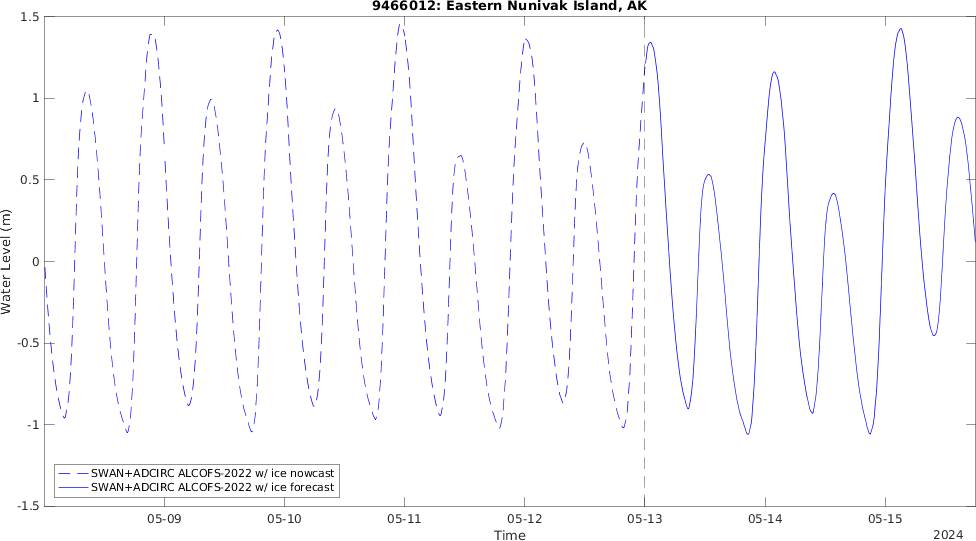 9466012: Eastern Nunivak Island, AK
Water Level (m)
1.5
1
0.5
0
-0.5
-1
-1.5
SWAN+ADCIRC ALCOFS-2022 w/ ice nowcast
SWAN+ADCIRC ALCOFS-2022 w/ ice forecast
05-09 05-10 05-11 05-12 05-13 05-14 05-15
Time
2024